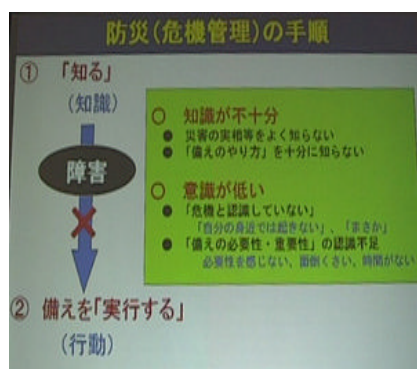 防災(危機管理)の手順
① 「知る」
(知識)
障害
○ 知識が不十分
● 災害の実相等をよく知らない
● 「備えのやり方」を十分に知らない
○ 意識が低い
● 「危機と認識していない」
「自分の身近では起きない」、「まさか」
● 「備えの必要性・重要性」の認識不足
必要性を感じない、面倒くさい、時間がない
② 備えを「実行する」
(行動)